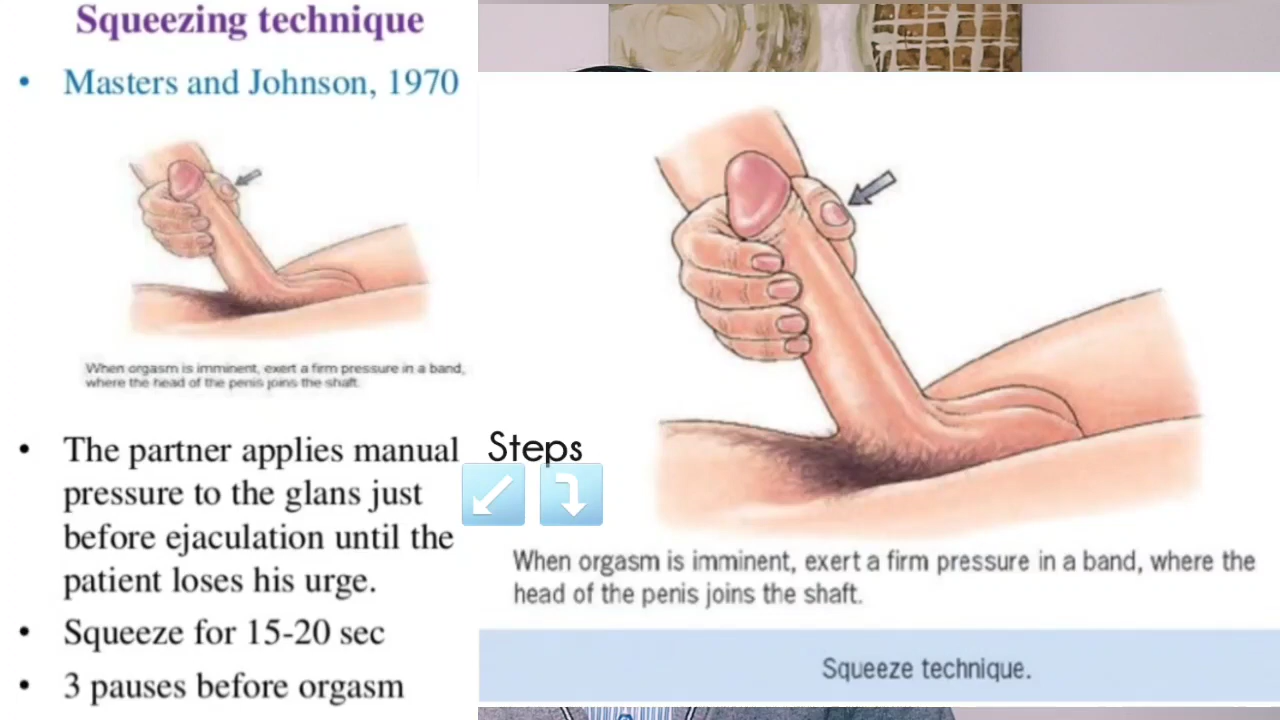 Squeezing technique
• Masters and Johnson, 1970
When orgasm is imminent, exert a firm pressure in a band,
where the head of the penis joins the shaft.
• The partner applies manual
pressure to the glans just
before ejaculation until the
patient loses his urge.
• Squeeze for 15-20 sec
• 3 pauses before orgasm
Steps
When orgasm is imminent, exert a firm pressure in a band, where the
head of the penis joins the shaft.
Squeeze technique.